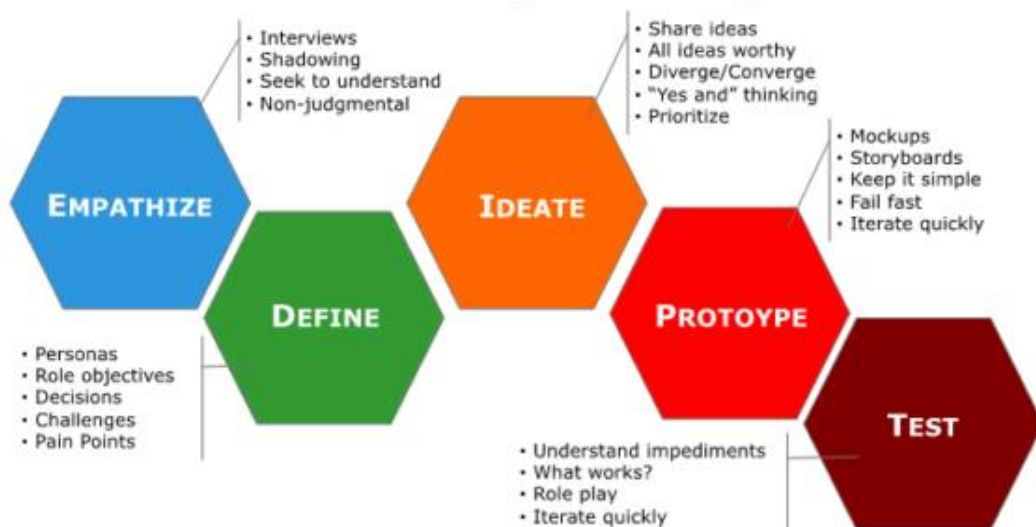 • Interviews
• Shadowing
• Seek to understand
• Non-judgmental
EMPATHIZE
• Personas
• Role objectives
• Decisions
• Challenges
• Pain Points
DEFINE
• Share ideas
• All ideas worthy
• Diverge/Converge
• "Yes and" thinking
• Prioritize
IDEATE
• Mockups
• Storyboards
• Keep it simple
• Fail fast
• Iterate quickly
PROTOYPE
• Understand impediments
• What works?
• Role play
• Iterate quickly
TEST